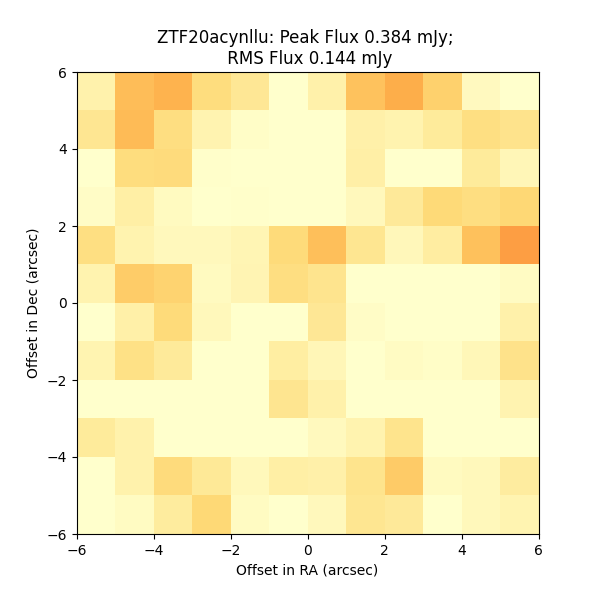 ZTF20acynllu: Peak Flux 0.384 mJy;
RMS Flux 0.144 mJy
6
4
2
0
−2
−4
−6
Offset in Dec (arcsec)
−6 −4 −2 0 2 4 6
Offset in RA (arcsec)